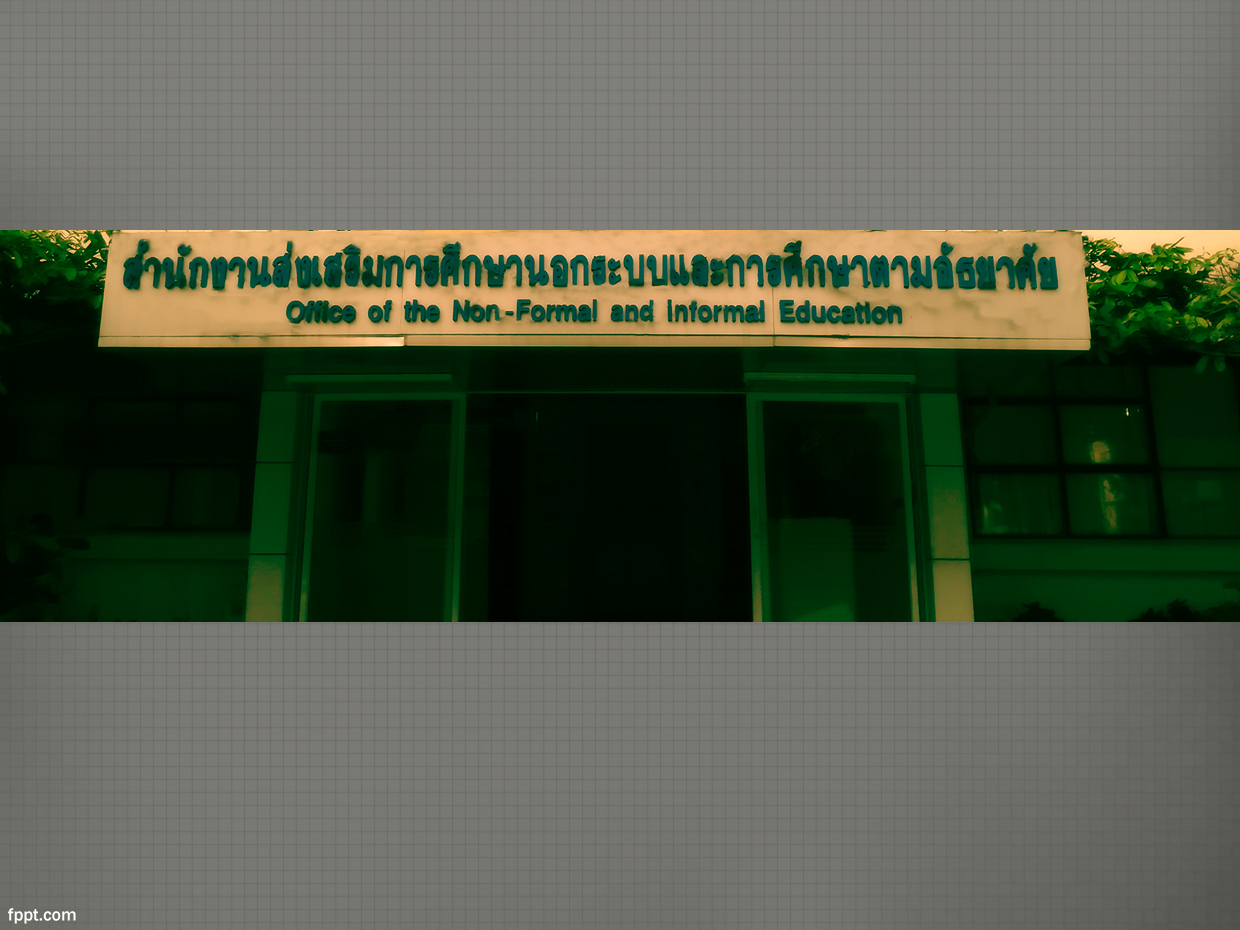 สำนักงานส่งเสริมการศึกษานอกระบบและการศึกษาตามอัธยาศัย
Office of the Non-Formal and Informal Education
fppt.com